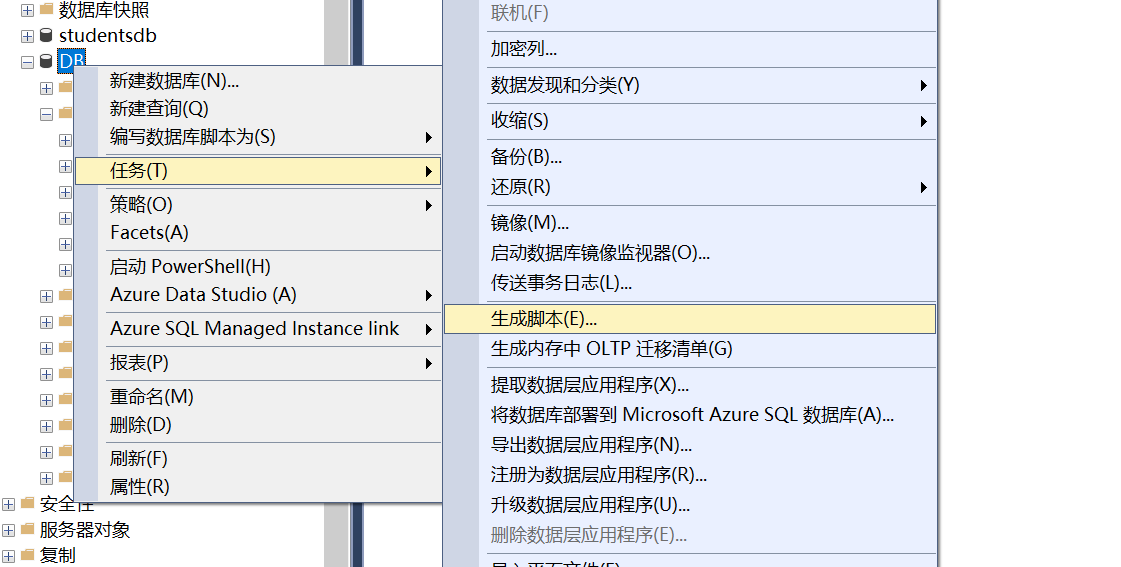 数据库快照
studentsdb
DB
新建数据库(N)...
新建查询(Q)
编写数据库脚本为(S)
任务(T)
策略(O)
Facets(A)
启动 PowerShell(H)
Azure Data Studio (A)
Azure SQL Managed Instance link
报表(P)
重命名(M)
删除(D)
刷新(F)
属性(R)
安全性
服务器对象
复制
联机(F)
加密列...
数据发现和分类(Y)
收缩(S)
备份(B)...
还原(R)
镜像(M)...
启动数据库镜像监视器(O)...
传送事务日志(L)...
生成脚本(E)...
生成内存中 OLTP 迁移清单(G)
提取数据层应用程序(X)...
将数据库部署到 Microsoft Azure SQL 数据库(A)...
导出数据层应用程序(N)...
注册为数据层应用程序(R)...
升级数据层应用程序(U)...
删除数据层应用程序(E)...